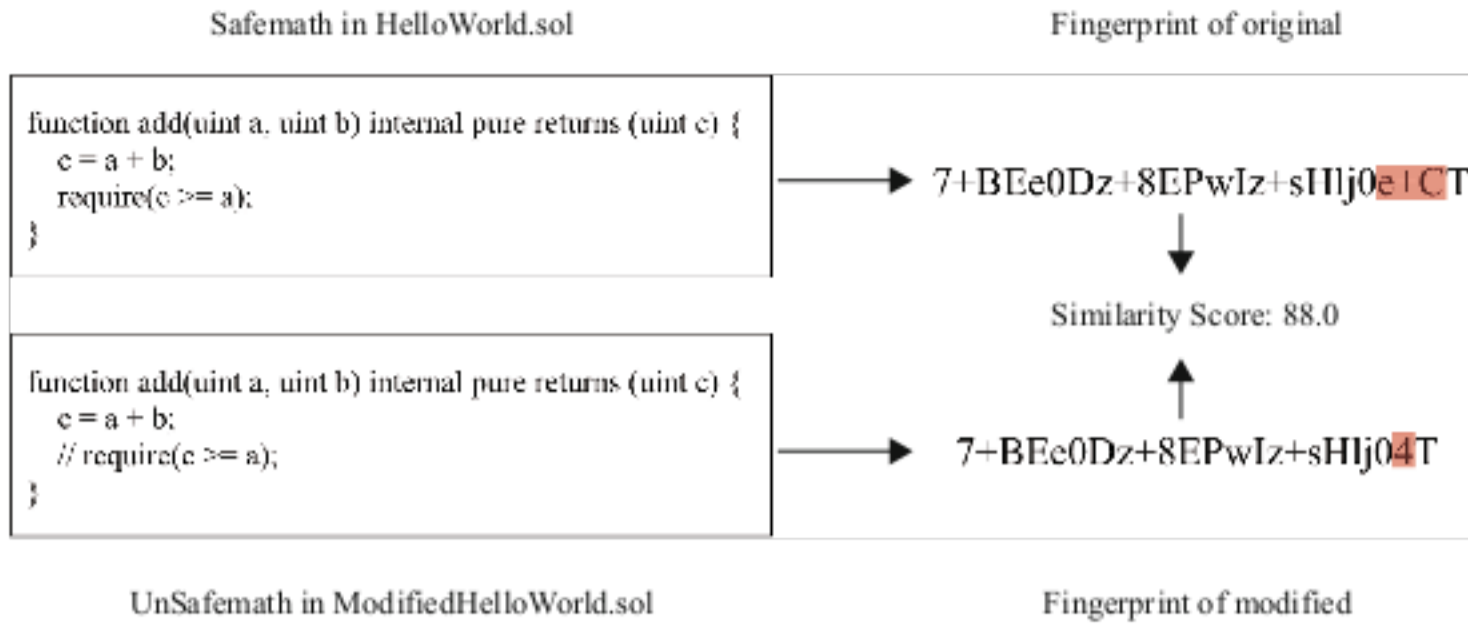 Safemath in HelloWorld.sol
Fingerprint of original
function add(uint a, uint b) internal pure returns (uint c) {
c = a + b;
require(c >= a);
}
7+BEe0Dz+8EPwIz+sHlj0e+CT
Similarity Score: 88.0
function add(uint a, uint b) internal pure returns (uint c) {
c = a + b;
// require(c >= a);
}
7+BEe0Dz+8EPwIz+sHlj04T
UnSafemath in ModifiedHelloWorld.sol
Fingerprint of modified